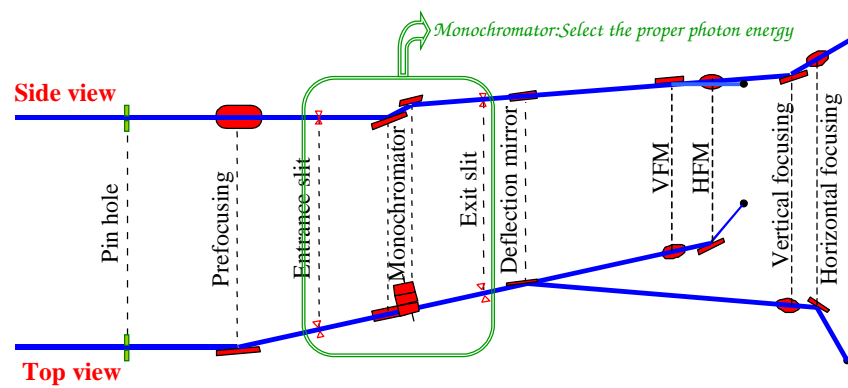 Monochromator:Select the proper photon energy
Side view
Pin hole
Prefocusing
Entrance slit
Monochromator
Exit slit
Deflection mirror
VFM
HFM
Vertical focusing
Horizontal focusing
Top view